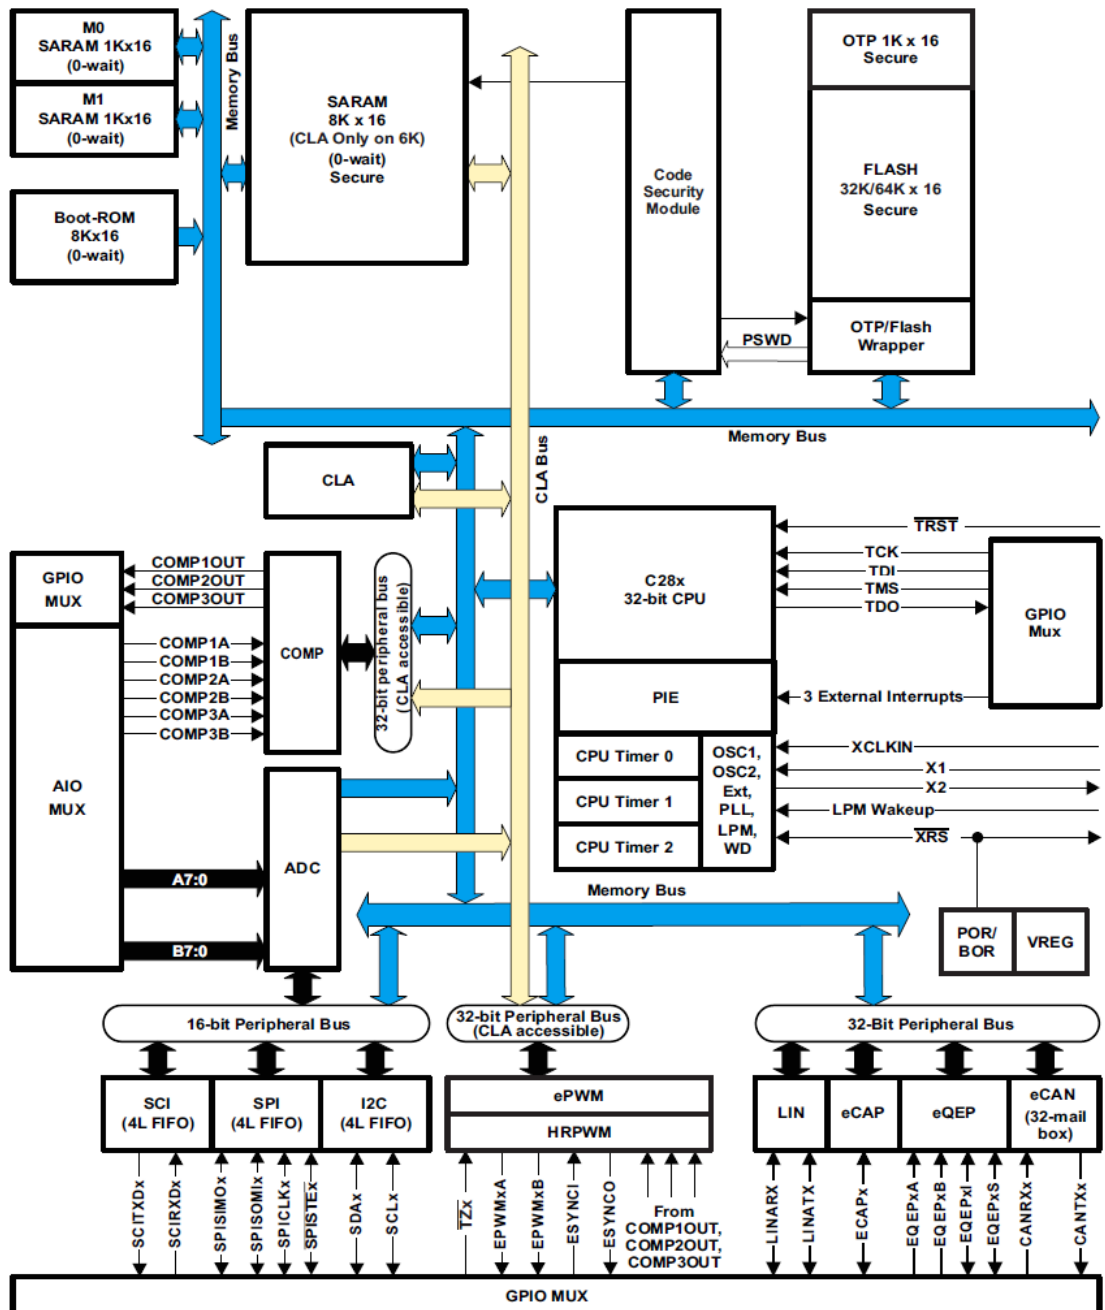 M0
SARAM 1Kx16
(0-wait)
M1
SARAM 1Kx16
(0-wait)
Boot-ROM
8Kx16
(0-wait)
Memory Bus
SARAM
8K x 16
(CLA Only on 6K)
(0-wait)
Secure
Code
Security
Module
OTP 1K x 16
Secure
FLASH
32K/64K x 16
Secure
OTP/Flash
Wrapper
PSWD
Memory Bus
CLA
CLA Bus
C28x
32-bit CPU
TRST
TCK
TDI
TMS
TDO
GPIO
Mux
PIE
3 External Interrupts
CPU Timer 0
CPU Timer 1
CPU Timer 2
OSC1,
OSC2,
Ext,
PLL,
LPM,
WD
XCLKIN
X1
X2
LPM Wakeup
XRS
POR/
BOR
VREG
GPIO
MUX
COMP1OUT
COMP2OUT
COMP3OUT
AIO
MUX
COMP1A
COMP1B
COMP2A
COMP2B
COMP3A
COMP3B
COMP
32-bit peripheral bus
(CLA accessible)
A7:0
B7:0
ADC
Memory Bus
16-bit Peripheral Bus
32-bit Peripheral Bus
(CLA accessible)
32-Bit Peripheral Bus
SCI
(4L FIFO)
SPI
(4L FIFO)
I2C
(4L FIFO)
ePWM
HRPWM
LIN
eCAP
eQEP
eCAN
(32-mail
box)
SCITXDx
SCIRXDx
SPISIMOx
SPISOMIx
SPICLKx
SPISTEx
SDAx
SCLx
TZx
EPWMxA
EPWMxB
ESYNCI
ESYNCO
From
COMP1OUT,
COMP2OUT,
COMP3OUT
LINARX
LINATX
ECAPx
EQEPxA
EQEPxB
EQEPxI
EQEPxS
CANRXx
CANTXx
GPIO MUX